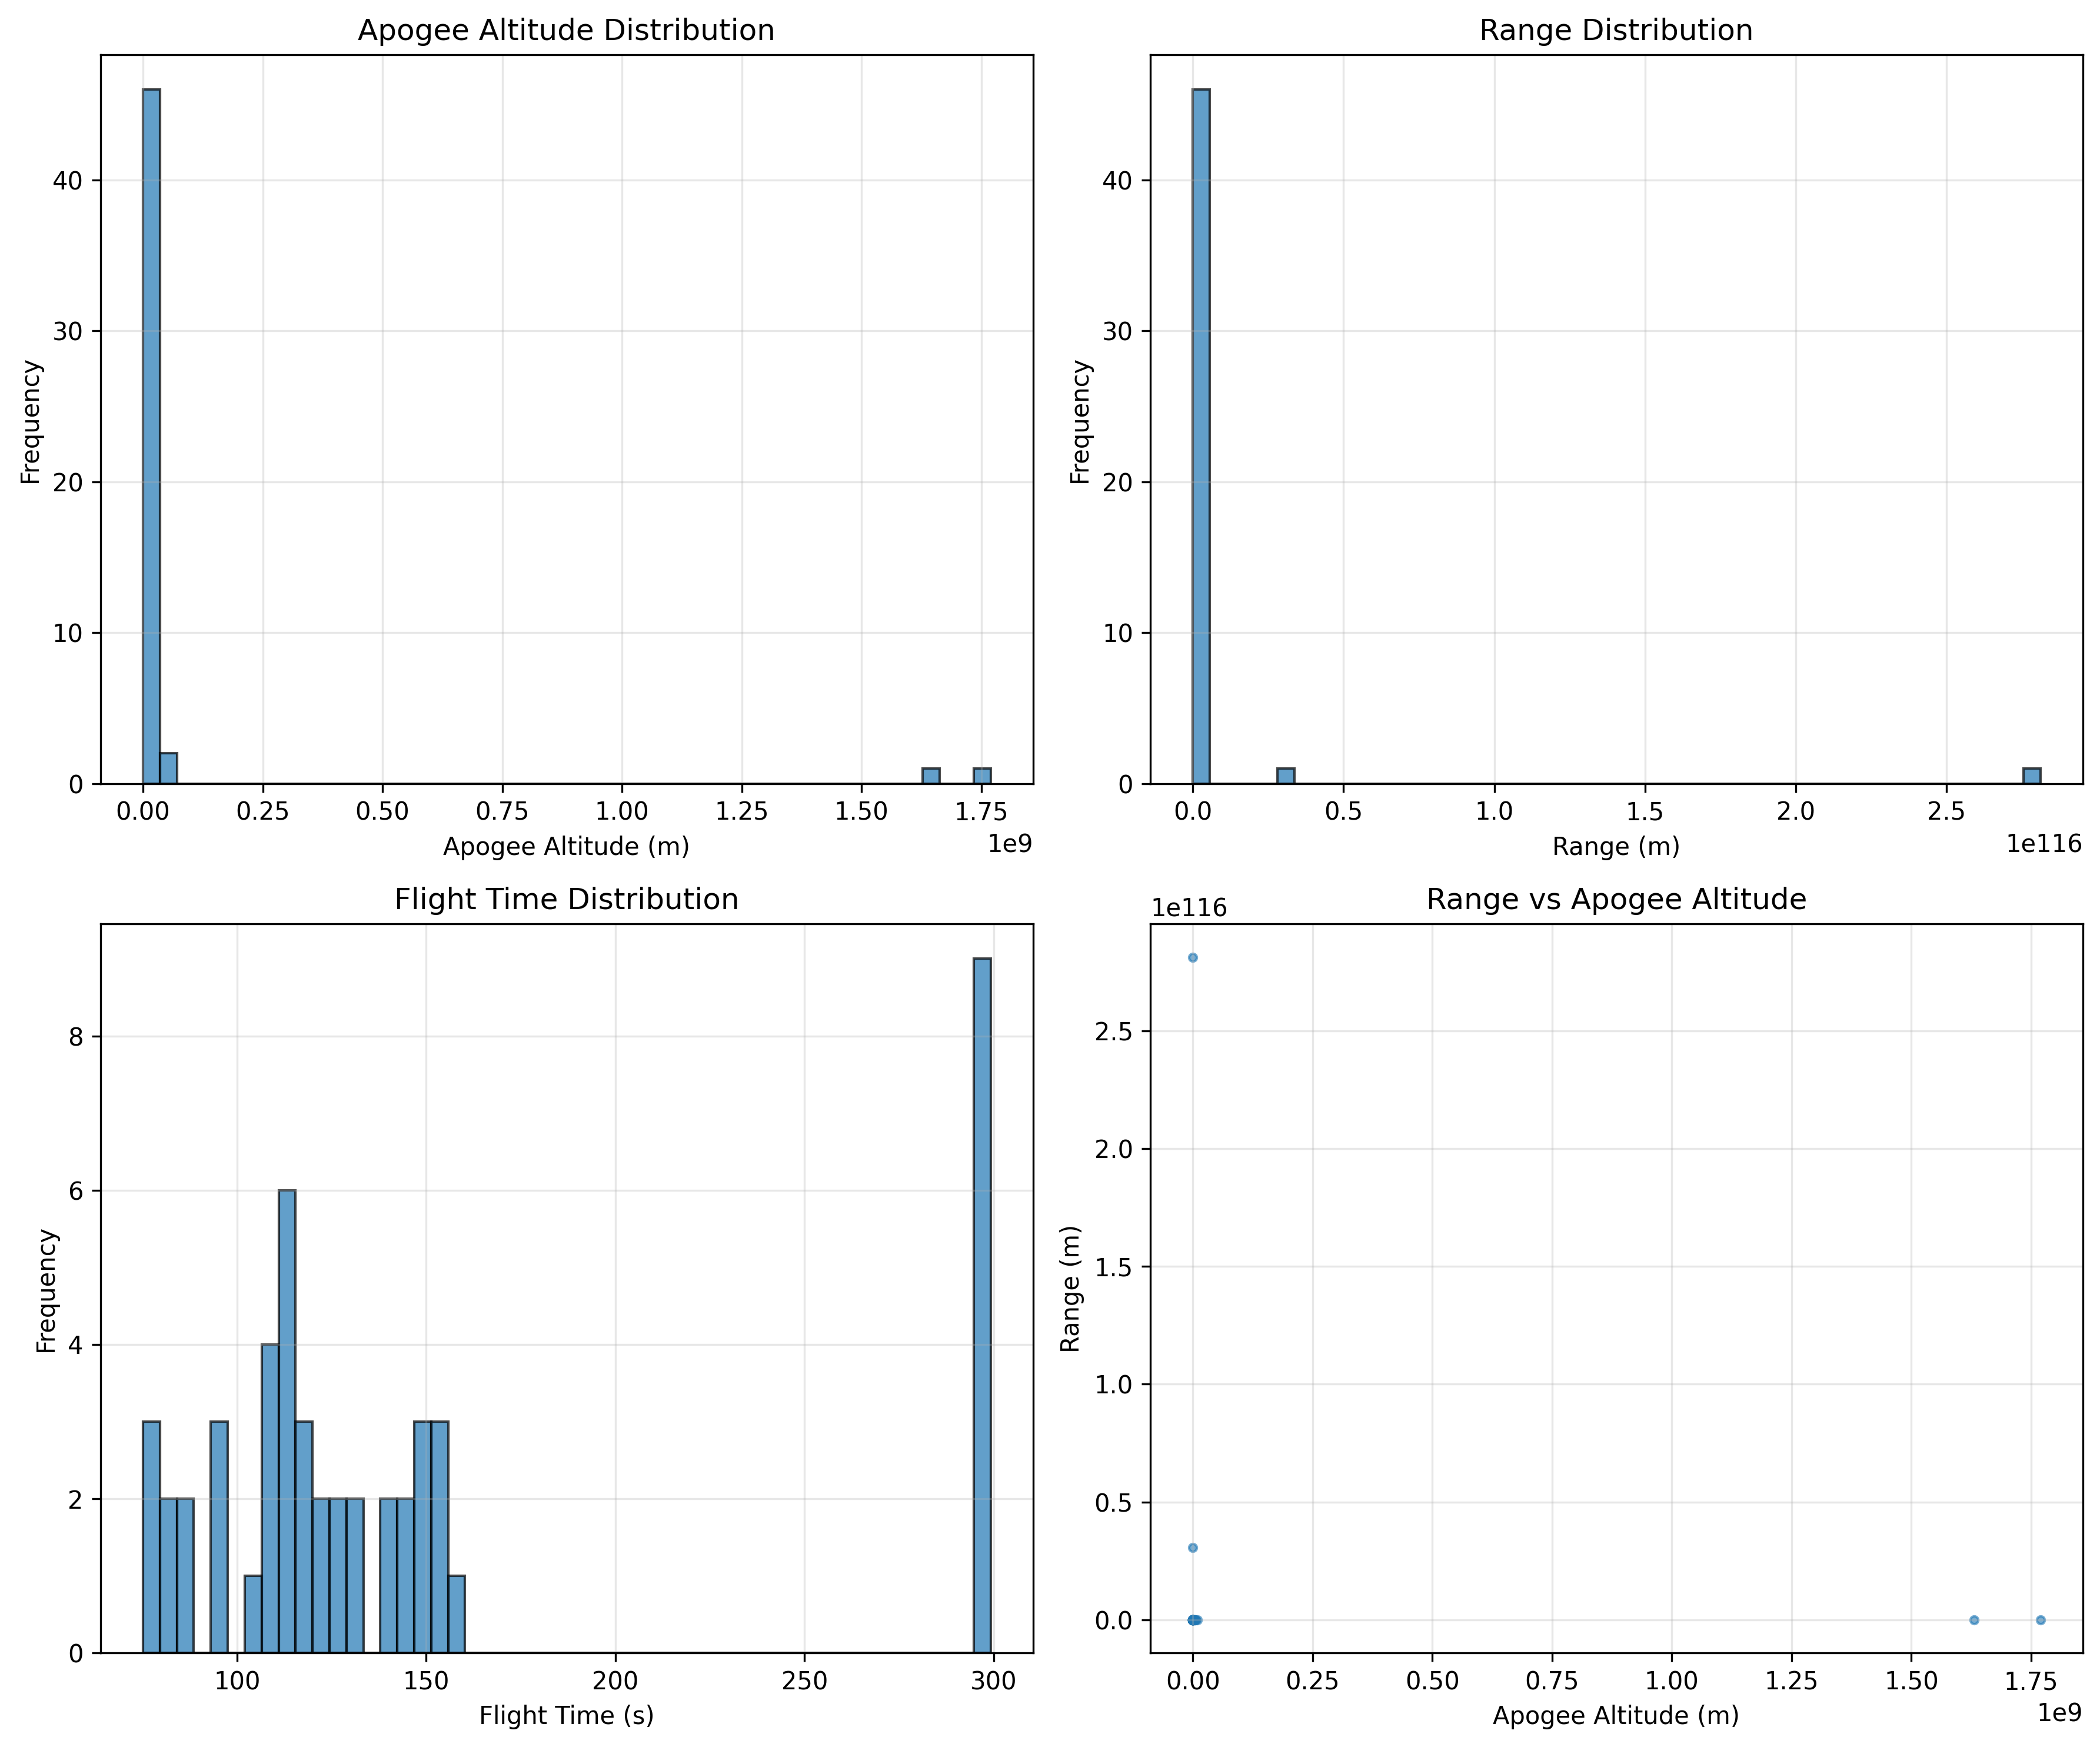 Apogee Altitude Distribution
Frequency
40
30
20
10
0
0.00 0.25 0.50 0.75 1.00 1.25 1.50 1.75
1e9
Apogee Altitude (m)
Range Distribution
Frequency
40
30
20
10
0
0.0 0.5 1.0 1.5 2.0 2.5
1e116
Range (m)
Flight Time Distribution
Frequency
8
6
4
2
0
100 150 200 250 300
Flight Time (s)
Range vs Apogee Altitude
1e116
Range (m)
2.5
2.0
1.5
1.0
0.5
0.0
0.00 0.25 0.50 0.75 1.00 1.25 1.50 1.75
1e9
Apogee Altitude (m)